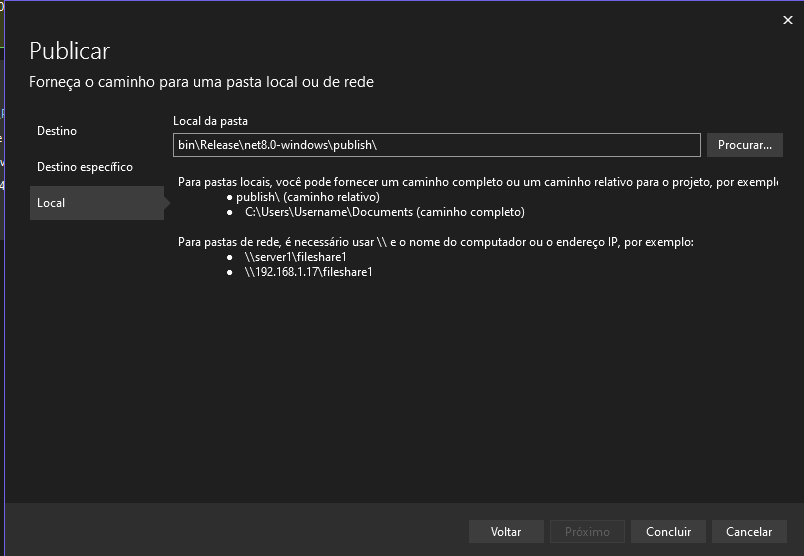 Publicar
Forneça o caminho para uma pasta local ou de rede
Destino
Destino específico
Local
Local da pasta
bin\Release\net8.0-windows\publish\
Procurar...
Para pastas locais, você pode fornecer um caminho completo ou um caminho relativo para o projeto, por exempl
● publish\ (caminho relativo)
● C:\Users\Username\Documents (caminho completo)
Para pastas de rede, é necessário usar \\ e o nome do computador ou o endereço IP, por exemplo:
● \\server1\fileshare1
● \\192.168.1.17\fileshare1
Voltar
Próximo
Concluir
Cancelar